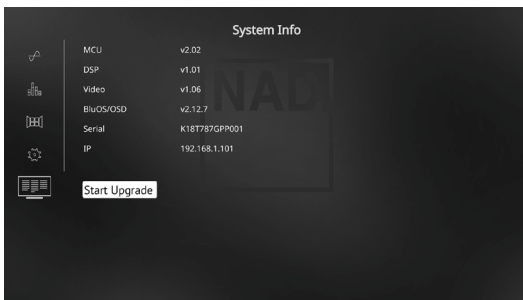 System Info
MCU v2.02
DSP v1.01
Video v1.06
BluOS/OSD v2.12.7
Serial K18T787GPP001
IP 192.168.1.101
NAD
Start Upgrade